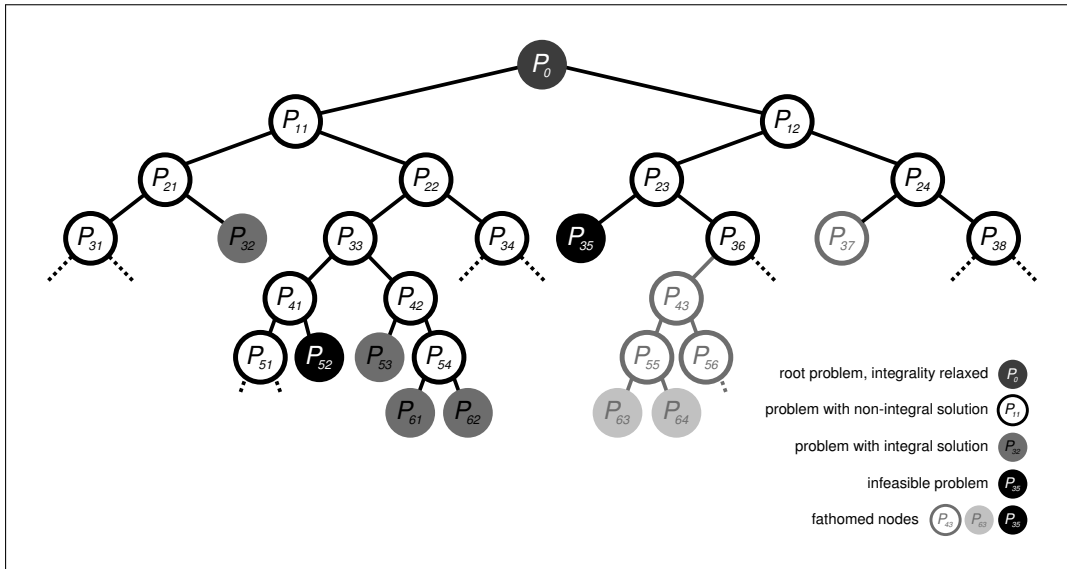 P0
P11 P12
P21 P22 P23 P24
P31 P32 P33 P34 P35 P36 P37 P38
P41 P42 P43
P51 P52 P53 P54 P55 P56
P61 P62 P63 P64
root problem, integrality relaxed P0
problem with non-integral solution P11
problem with integral solution P32
infeasible problem P35
fathomed nodes P43 P63 P35